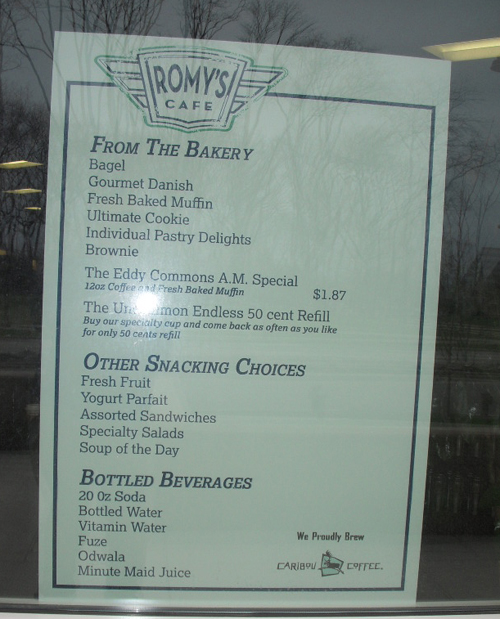 ROMY'S
CAFE
FROM THE BAKERY
Bagel
Gourmet Danish
Fresh Baked Muffin
Ultimate Cookie
Individual Pastry Delights
Brownie
The Eddy Commons A.M. Special
12oz Coffee and Fresh Baked Muffin $1.87
The Endless 50 cent Refill
Buy our specialty cup and come back as often as you like
for only 50 cents refill
OTHER SNACKING CHOICES
Fresh Fruit
Yogurt Parfait
Assorted Sandwiches
Specialty Salads
Soup of the Day
BOTTLED BEVERAGES
20 Oz Soda
Bottled Water
Vitamin Water
Fuze
Odwala
Minute Maid Juice
We Proudly Brew
CARIBOU COFFEE.